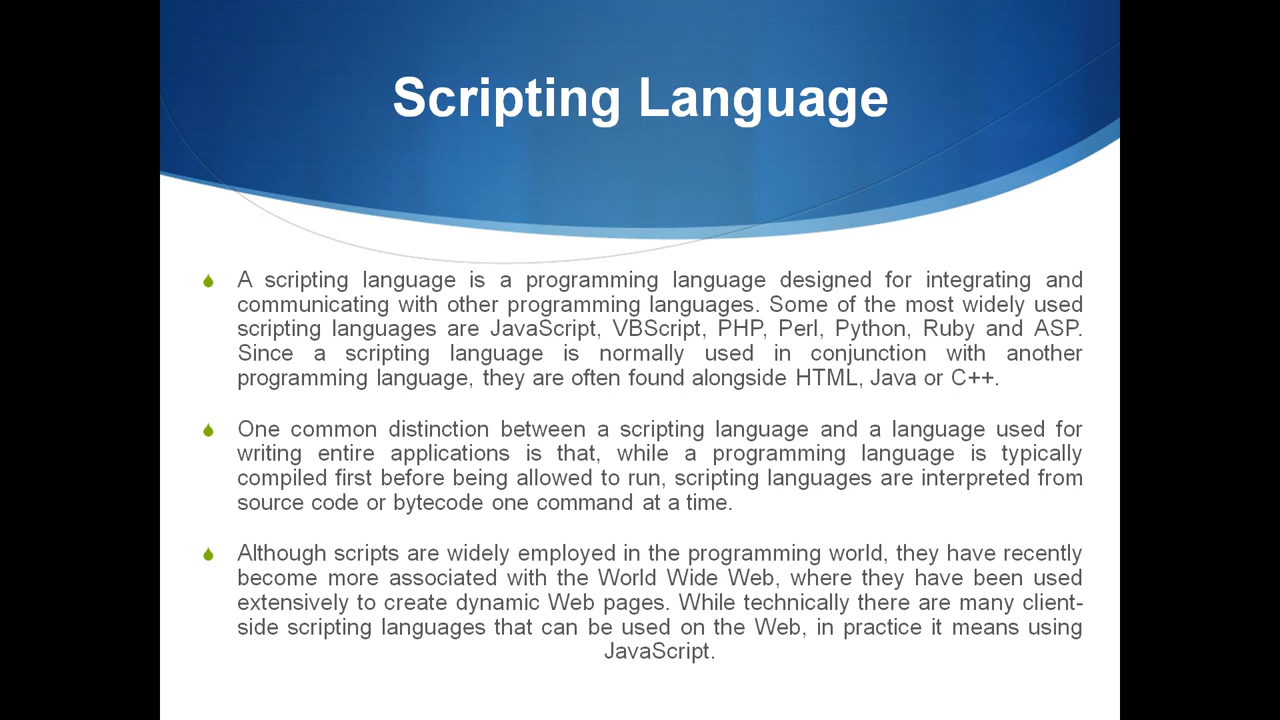 Scripting Language
A scripting language is a programming language designed for integrating and
communicating with other programming languages. Some of the most widely used
scripting languages are JavaScript, VBScript, PHP, Perl, Python, Ruby and ASP.
Since a scripting language is normally used in conjunction with another
programming language, they are often found alongside HTML, Java or C++.
One common distinction between a scripting language and a language used for
writing entire applications is that, while a programming language is typically
compiled first before being allowed to run, scripting languages are interpreted from
source code or bytecode one command at a time.
Although scripts are widely employed in the programming world, they have recently
become more associated with the World Wide Web, where they have been used
extensively to create dynamic Web pages. While technically there are many client-
side scripting languages that can be used on the Web, in practice it means using
JavaScript.